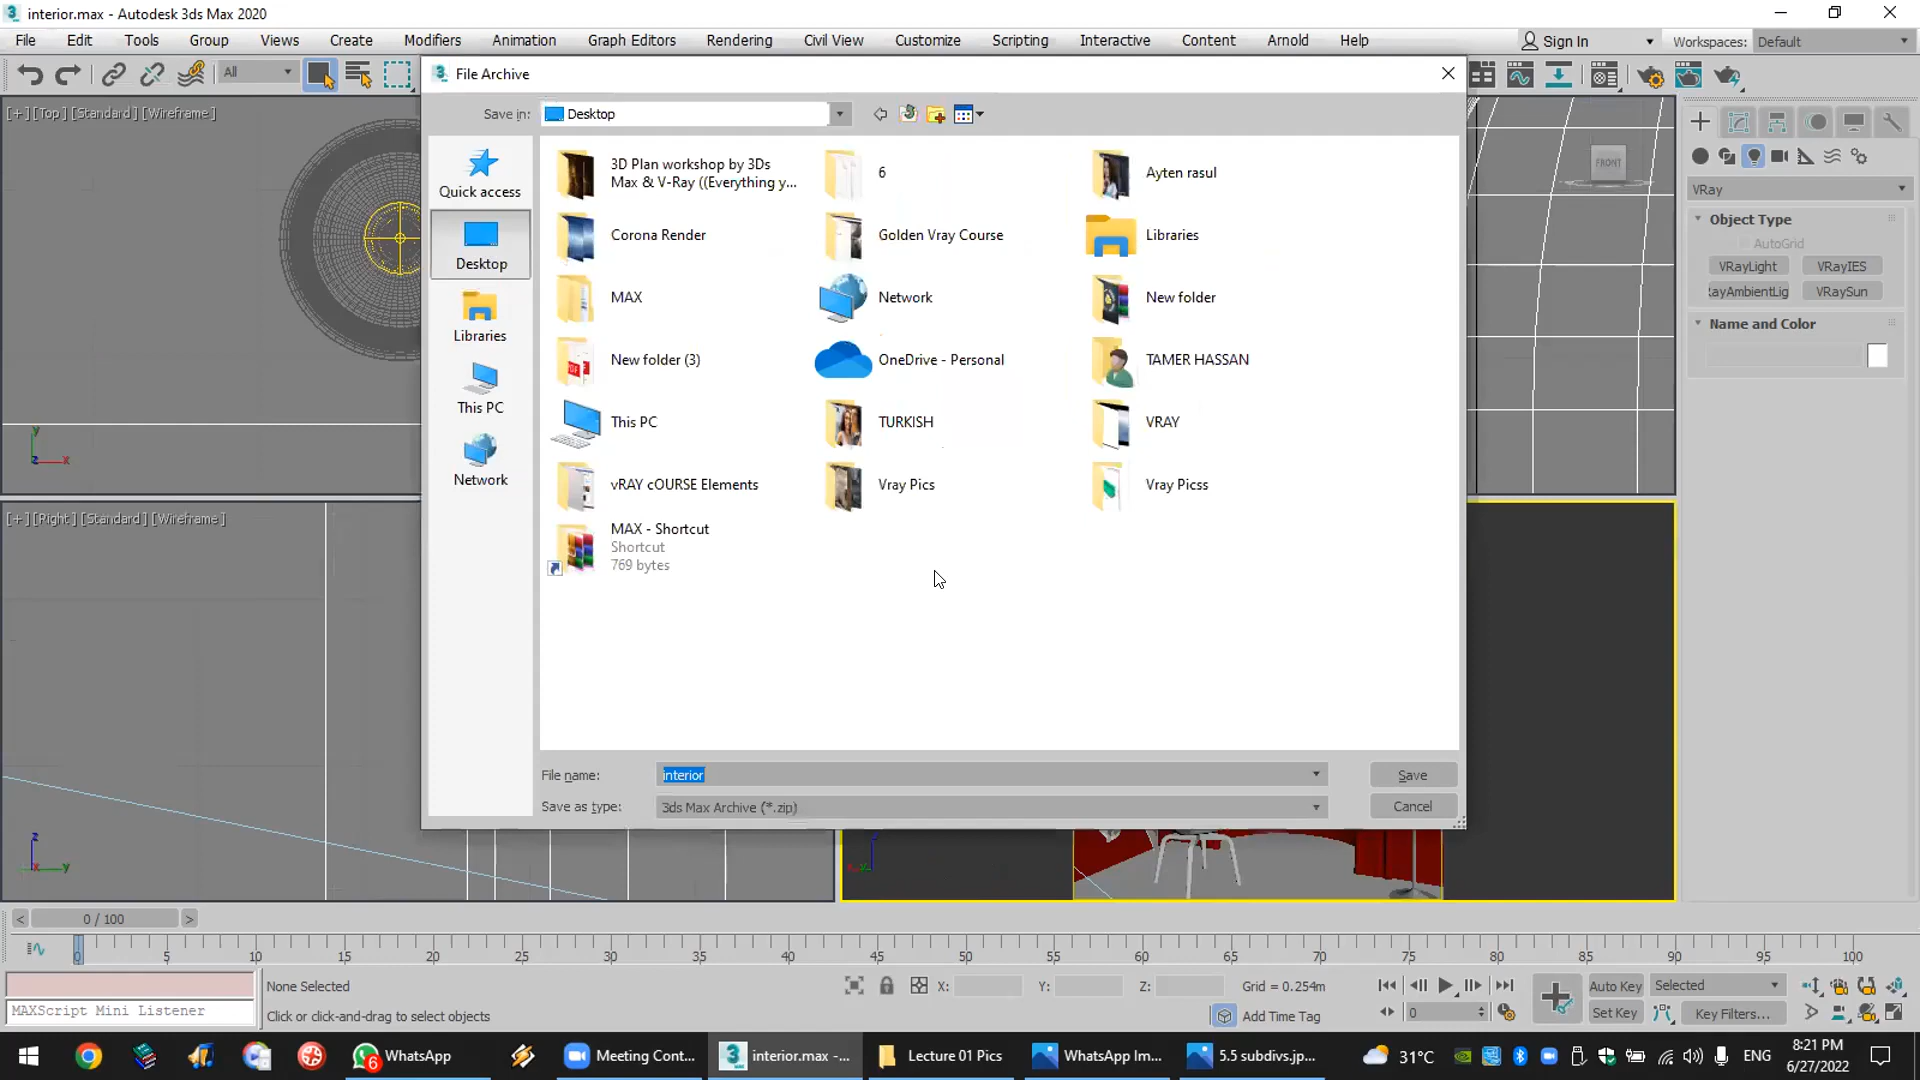 interior.max - Autodesk 3ds Max 2020
File Edit Tools Group Views Create Modifiers Animation Graph Editors Rendering Civil View Customize Scripting Interactive Content Arnold Help Sign In Workspaces: Default
All
File Archive
Save in: Desktop
[+] [Top] [Standard] [Wireframe]
Quick access
Desktop
Libraries
This PC
Network
3D Plan workshop by 3Ds
Max & V-Ray ((Everything y...
6
Ayten rasul
Corona Render
Golden Vray Course
Libraries
MAX
Network
New folder
New folder (3)
OneDrive - Personal
TAMER HASSAN
This PC
TURKISH
VRAY
vRAY cOURSE Elements
Vray Pics
Vray Picss
MAX - Shortcut
Shortcut
769 bytes
File name: interior
Save
Save as type: 3ds Max Archive (*.zip)
Cancel
FRONT
VRay
Object Type
AutoGrid
VRayLight VRayIES
RayAmbientLig VRaySun
Name and Color
y
z x
[+] [Right] [Standard] [Wireframe]
z
x y
< 0 / 100 >
0 5 10 15 20 25 30 35 40 45 50 55 60 65 70 75 80 85 90 95 100
None Selected
X: Y: Z: Grid = 0.254m
Auto Key Selected
MAXScript Mini Listener
Click or click-and-drag to select objects
Add Time Tag
0
Set Key Key Filters...
6 WhatsApp
Meeting Cont...
3 MAX
interior.max -...
Lecture 01 Pics
WhatsApp Im...
5.5 subdivs.jp...
31°C
ENG
8:21 PM
6/27/2022